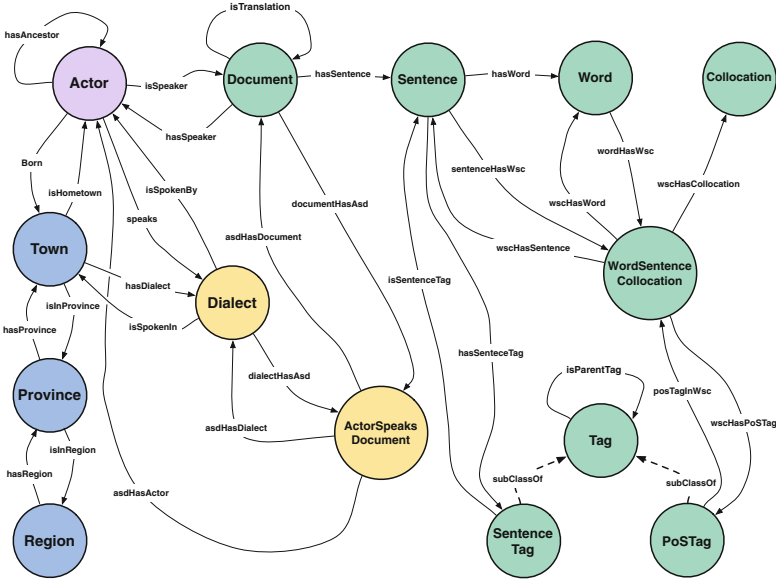 isTranslation
hasAncestor
Actor
isSpeaker
Document
hasSentence
Sentence
hasWord
Word
Collocation
hasSpeaker
Born
isHometown
isSpokenBy
speaks
documentHasAsd
sentenceHasWsc
wordHasWsc
wscHasCollocation
wscHasWord
asdHasDocument
wscHasSentence
Town
hasDialect
isSpokenIn
Dialect
isSentenceTag
WordSentence
Collocation
isInProvince
hasProvince
hasSenteceTag
dialectHasAsd
isParentTag
posTagInWsc
Province
asdHasDialect
ActorSpeaks
Document
Tag
wscHasPoSTag
isInRegion
hasRegion
asdHasActor
subClassOf
subClassOf
Region
Sentence
Tag
PoSTag